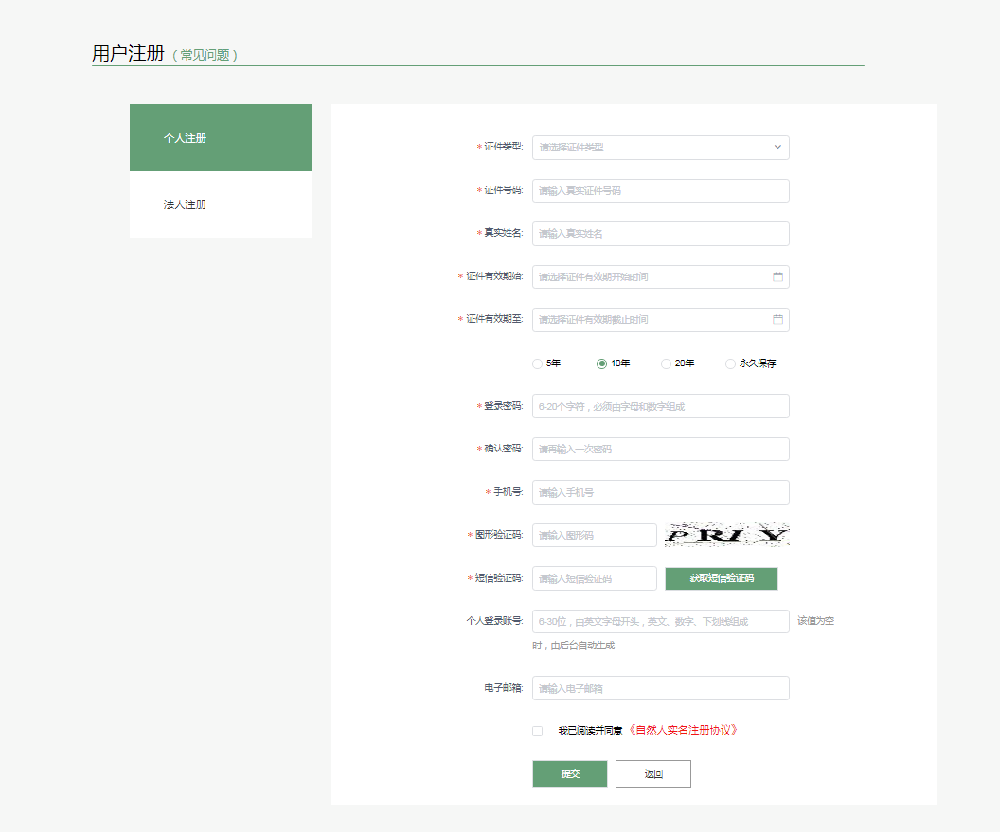 用户注册（常见问题）
个人注册
法人注册
* 证件类型: 请选择证件类型
* 证件号码: 请输入真实证件号码
* 真实姓名: 请输入真实姓名
* 证件有效期始: 请选择证件有效期开始时间
* 证件有效期至: 请选择证件有效期截止时间
5年 10年 20年 永久保存
* 登录密码: 6-20个字符，必须由字母和数字组成
* 确认密码: 请再输入一次密码
* 手机号: 请输入手机号
* 图形验证码: 请输入图形码 PRIY
* 短信验证码: 请输入短信验证码 获取短信验证码
个人登录账号: 6-30位，由英文字母开头，英文、数字、下划线组成 该值为空
时，由后台自动生成
电子邮箱: 请输入电子邮箱
我已阅读并同意《自然人实名注册协议》
提交 返回